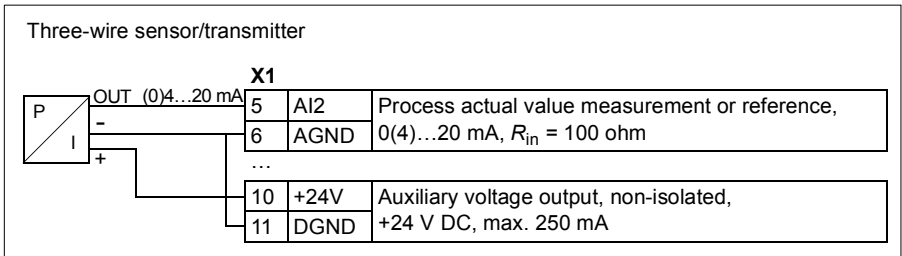 Three-wire sensor/transmitter
X1
P
I
OUT (0)4…20 mA
-
+
5 AI2 Process actual value measurement or reference,
6 AGND 0(4)…20 mA, Rin = 100 ohm
…
10 +24V Auxiliary voltage output, non-isolated,
11 DGND +24 V DC, max. 250 mA